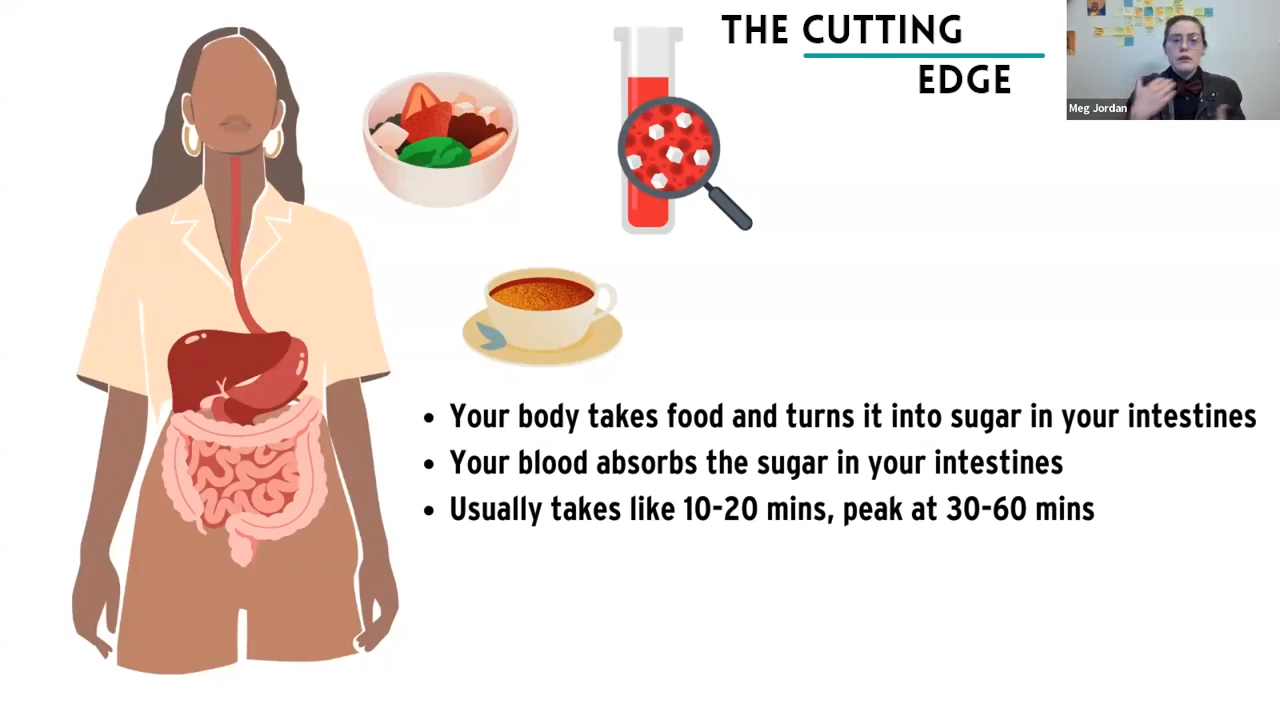 THE CUTTING
EDGE
Meg Jordan
• Your body takes food and turns it into sugar in your intestines
• Your blood absorbs the sugar in your intestines
• Usually takes like 10-20 mins, peak at 30-60 mins